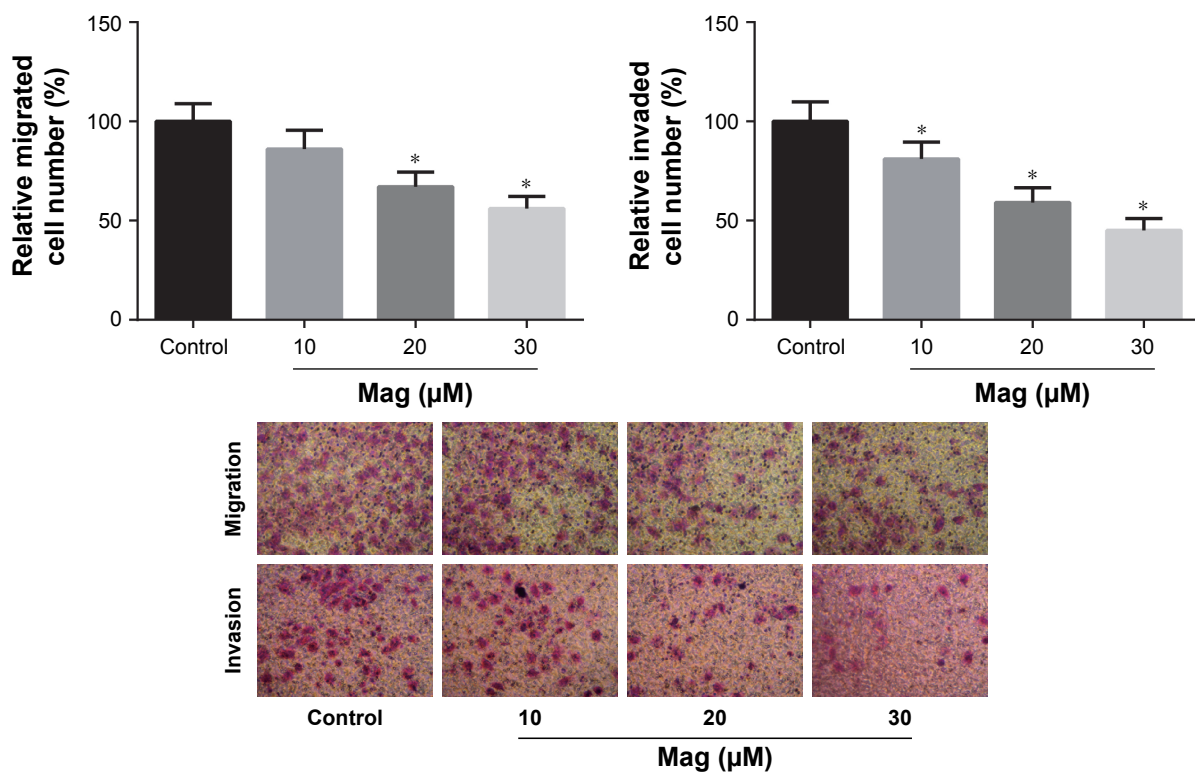 Relative migrated
cell number (%)
150
100
50
0
*
*
Control
10
20
30
Mag (µM)
Relative invaded
cell number (%)
150
100
50
0
*
*
*
Control
10
20
30
Mag (µM)
Migration
Invasion
Control
10
20
30
Mag (µM)